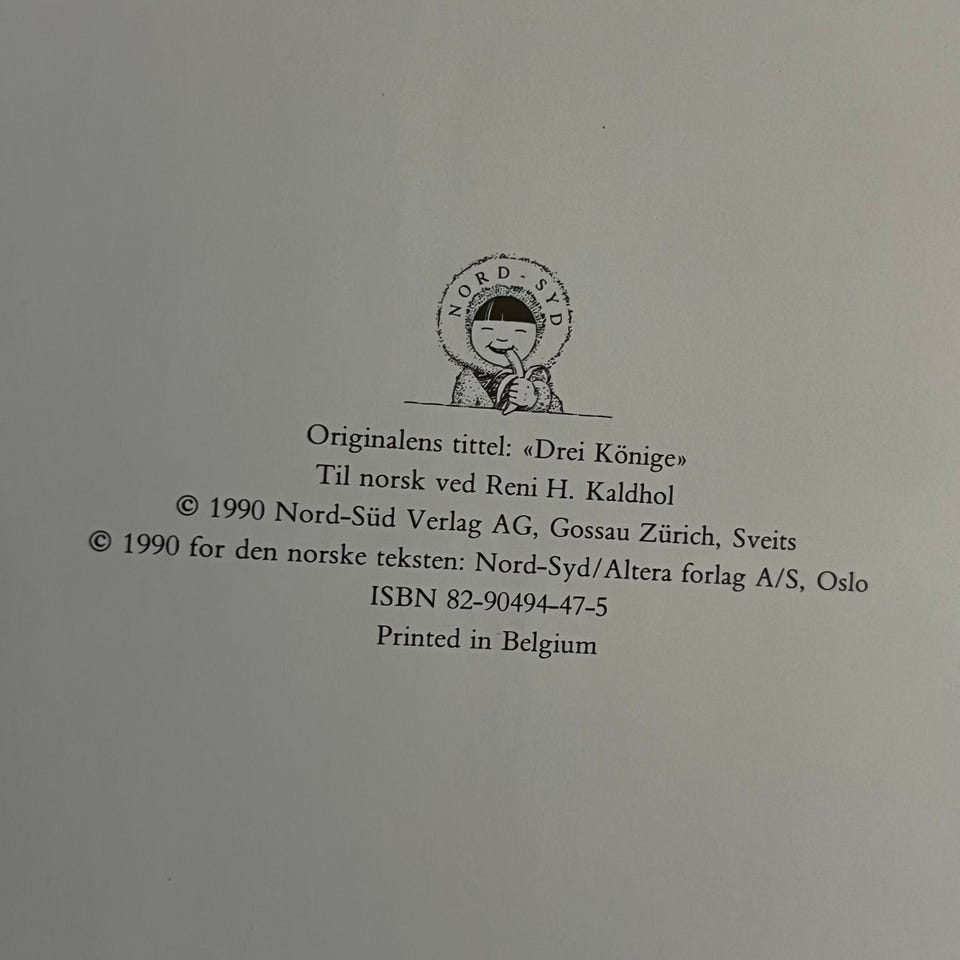 NORD-SYD
Originalens tittel: «Drei Könige»
Til norsk ved Reni H. Kaldhol
© 1990 Nord-Süd Verlag AG, Gossau Zürich, Sveits
© 1990 for den norske teksten: Nord-Syd/Altera forlag A/S, Oslo
ISBN 82-90494-47-5
Printed in Belgium